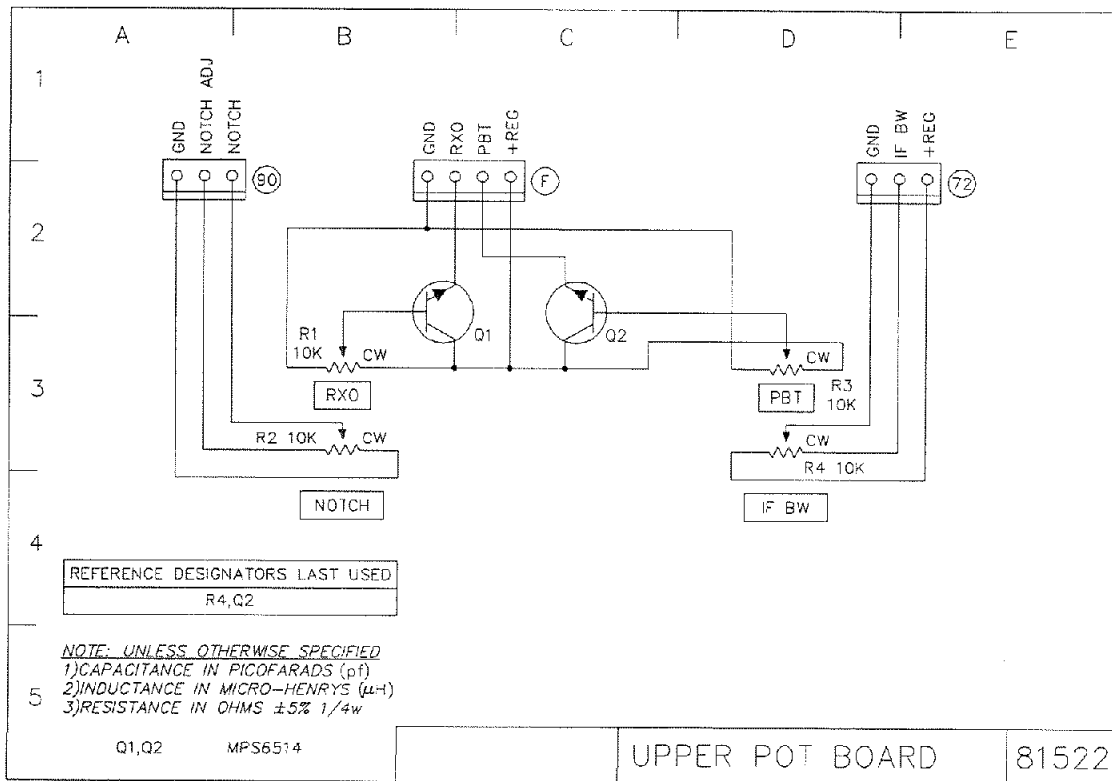 A B C D E
1
2
3
4
5
GND
NOTCH ADJ
NOTCH
90
GND
RXO
PBT
+REG
F
GND
IF BW
+REG
72
Q1
Q2
R1
10K
CW
RXO
R2 10K
CW
NOTCH
CW
PBT
R3
10K
CW
R4 10K
IF BW
REFERENCE DESIGNATORS LAST USED
R4,Q2
NOTE: UNLESS OTHERWISE SPECIFIED
1)CAPACITANCE IN PICOFARADS (pf)
2)INDUCTANCE IN MICRO-HENRYS (μH)
3)RESISTANCE IN OHMS ±5% 1/4w
Q1,Q2 MPS6514
UPPER POT BOARD 81522